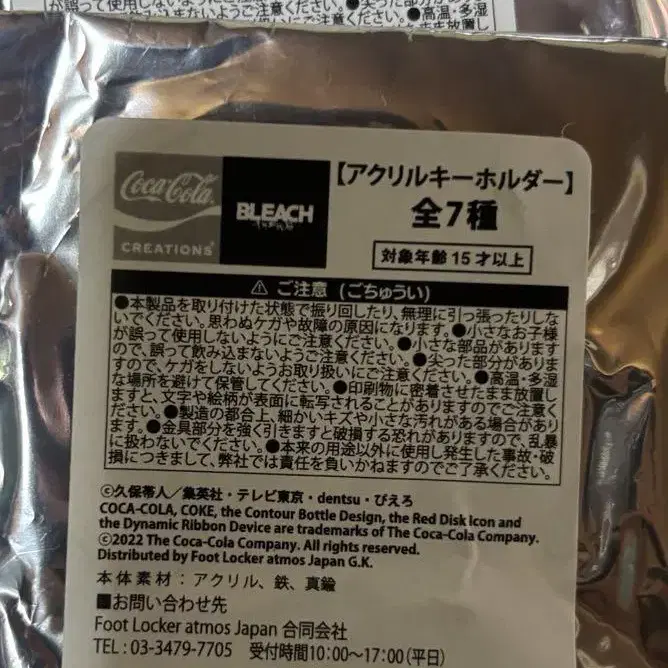 Coca-Cola
CREATIONS
BLEACH
【アクリルキーホルダー】
全7種
対象年齢15才以上
⚠ ご注意 (ごちゅうい)
●本製品を取り付けた状態で振り回したり、無理に引っ張ったりしな
いでください。思わぬケガや故障の原因になります。●小さなお子様
が誤って使用しないようにご注意ください。●小さな部品があります
ので、誤って飲み込まないようご注意ください。●尖った部分がありま
すので、ケガをしないようお取り扱いにご注意ください。●高温・多湿
な場所を避けて保管してください。●印刷物に密着させたまま放置し
ますと、文字や絵柄が表面に転写されることがありますのでご注意く
ださい。●製造の都合上、細かいキズや小さな汚れがある場合があり
ます。●金具部分を強く引きますと破損する恐れがありますので、乱暴
に扱わないでください。●本来の用途以外に使用し発生した事故・破
損につきまして、弊社では責任を負いかねますのでご了承ください。
©久保帯人／集英社・テレビ東京・dentsu・ぴえろ
COCA-COLA, COKE, the Contour Bottle Design, the Red Disk Icon and
the Dynamic Ribbon Device are trademarks of The Coca-Cola Company.
©2022 The Coca-Cola Company. All rights reserved.
Distributed by Foot Locker atmos Japan G.K.
本体素材：アクリル、鉄、真鍮
■お問い合わせ先
Foot Locker atmos Japan 合同会社
TEL : 03-3479-7705 受付時間10:00〜17:00（平日）